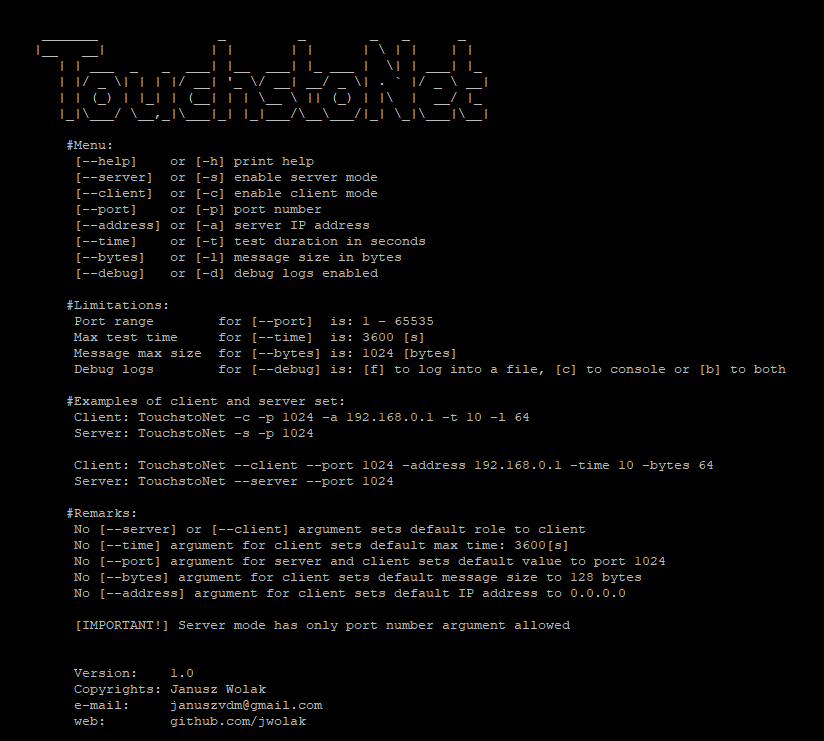 TouchstoNet
#Menu:
[--help] or [-h] print help
[--server] or [-s] enable server mode
[--client] or [-c] enable client mode
[--port] or [-p] port number
[--address] or [-a] server IP address
[--time] or [-t] test duration in seconds
[--bytes] or [-l] message size in bytes
[--debug] or [-d] debug logs enabled
#Limitations:
Port range for [--port] is: 1 - 65535
Max test time for [--time] is: 3600 [s]
Message max size for [--bytes] is: 1024 [bytes]
Debug logs for [--debug] is: [f] to log into a file, [c] to console or [b] to both
#Examples of client and server set:
Client: TouchstoNet -c -p 1024 -a 192.168.0.1 -t 10 -l 64
Server: TouchstoNet -s -p 1024
Client: TouchstoNet --client --port 1024 -address 192.168.0.1 -time 10 -bytes 64
Server: TouchstoNet --server --port 1024
#Remarks:
No [--server] or [--client] argument sets default role to client
No [--time] argument for client sets default max time: 3600[s]
No [--port] argument for server and client sets default value to port 1024
No [--bytes] argument for client sets default message size to 128 bytes
No [--address] argument for client sets default IP address to 0.0.0.0
[IMPORTANT!] Server mode has only port number argument allowed
Version: 1.0
Copyrights: Janusz Wolak
e-mail: januszvdm@gmail.com
web: github.com/jwolak